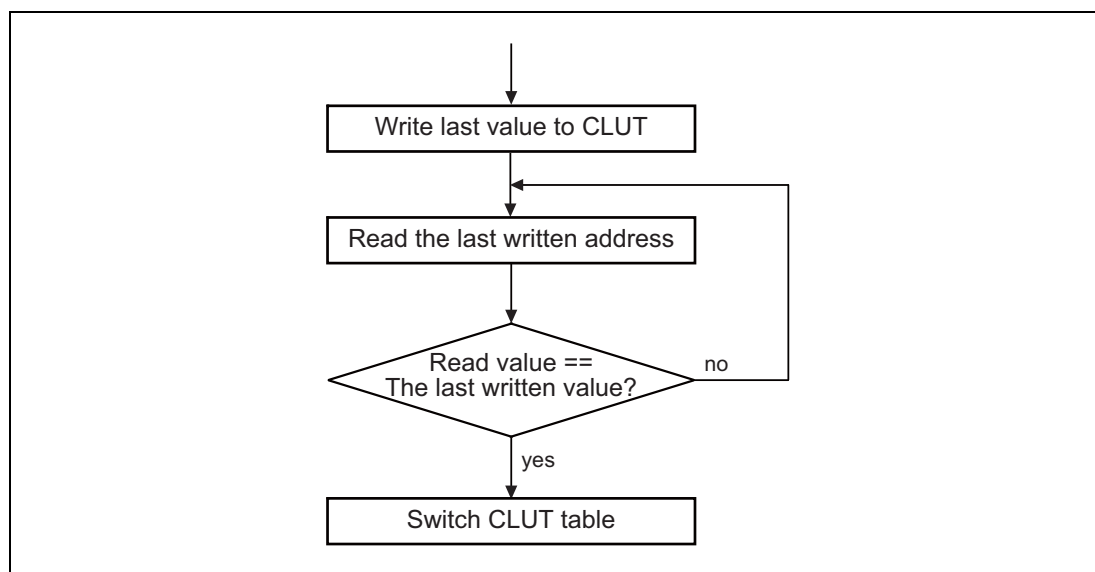 Write last value to CLUT
Read the last written address
Read value ==
The last written value?
no
yes
Switch CLUT table